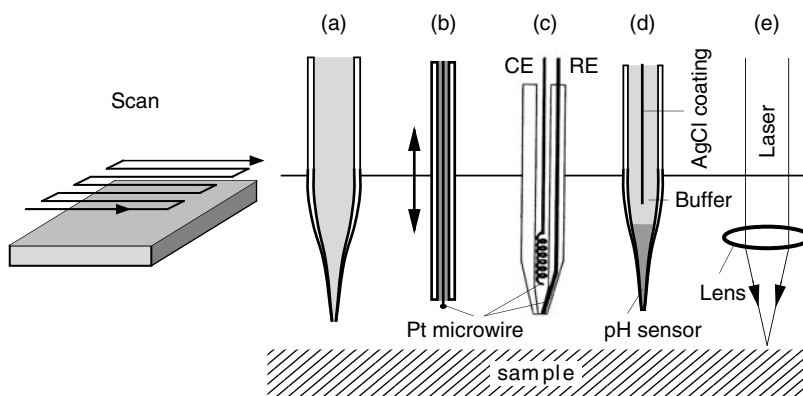 (a)
(b)
(c)
(d)
(e)
Scan
CE
RE
AgCl coating
Laser
Buffer
Lens
Pt microwire
pH sensor
sample